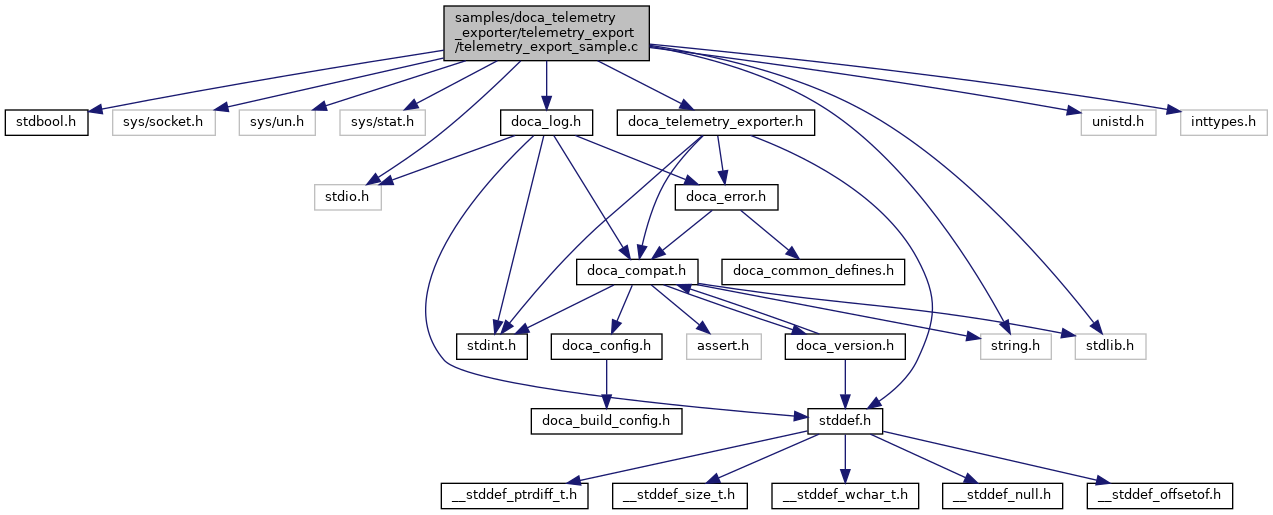 samples/doca_telemetry
_exporter/telemetry_export
/telemetry_export_sample.c
stdbool.h
sys/socket.h
sys/un.h
sys/stat.h
doca_log.h
doca_telemetry_exporter.h
unistd.h
inttypes.h
stdio.h
doca_error.h
doca_compat.h
doca_common_defines.h
stdint.h
doca_config.h
assert.h
doca_version.h
string.h
stdlib.h
doca_build_config.h
stddef.h
__stddef_ptrdiff_t.h
__stddef_size_t.h
__stddef_wchar_t.h
__stddef_null.h
__stddef_offsetof.h